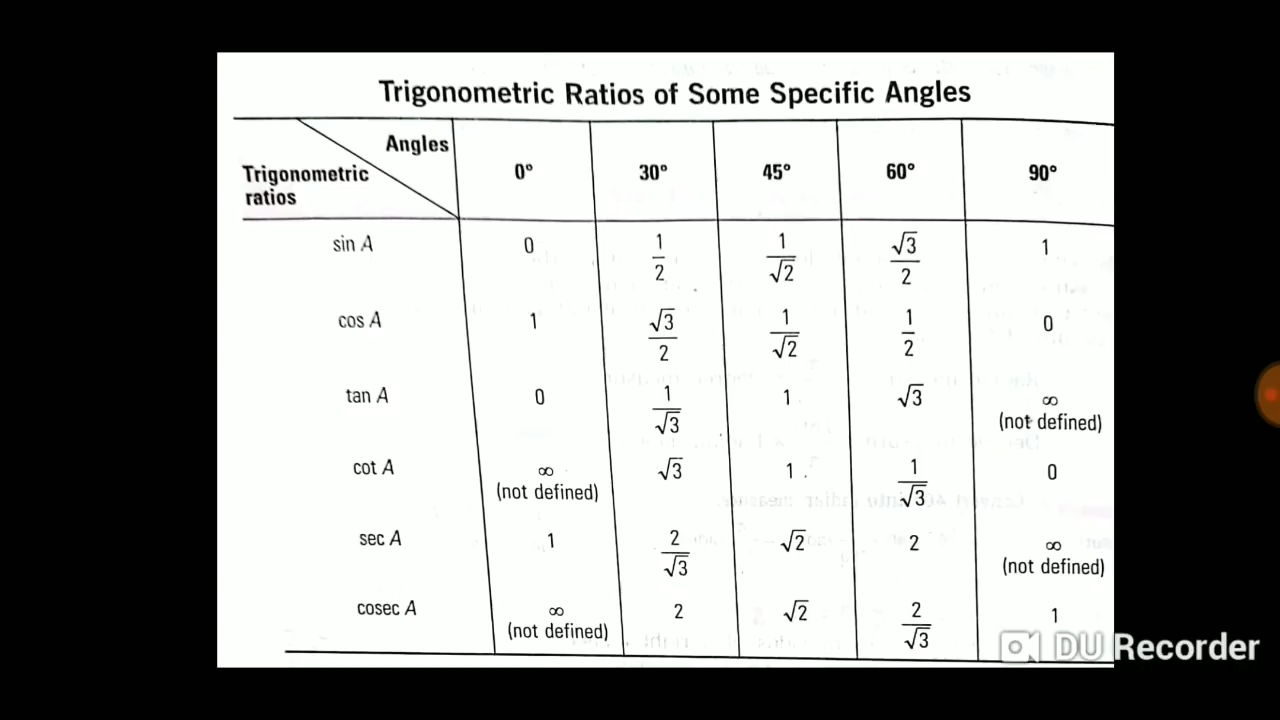 Trigonometric Ratios of Some Specific Angles
Angles
Trigonometric
ratios
0° 30° 45° 60° 90°
sin A 0 1/2 1/√2 √3/2 1
cos A 1 √3/2 1/√2 1/2 0
tan A 0 1/√3 1 √3 ∞
(not defined)
cot A ∞ √3 1 1/√3 0
(not defined)
sec A 1 2/√3 √2 2 ∞
(not defined)
cosec A ∞ 2 √2 2/√3 1
(not defined)
DU Recorder